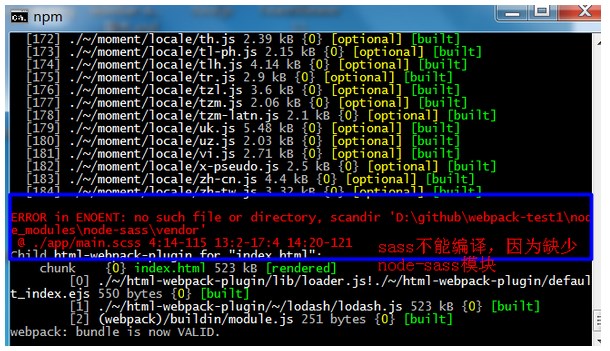 npm
[172] ./~/moment/locale/th.js 2.39 kB {0} [optional] [built]
[173] ./~/moment/locale/tl-ph.js 2.15 kB {0} [optional] [built]
[174] ./~/moment/locale/tlh.js 4.14 kB {0} [optional] [built]
[175] ./~/moment/locale/tr.js 2.9 kB {0} [optional] [built]
[176] ./~/moment/locale/tzl.js 3.6 kB {0} [optional] [built]
[177] ./~/moment/locale/tzm.js 2.06 kB {0} [optional] [built]
[178] ./~/moment/locale/tzm-latn.js 2.1 kB {0} [optional] [built]
[179] ./~/moment/locale/uk.js 5.48 kB {0} [optional] [built]
[180] ./~/moment/locale/uz.js 2.03 kB {0} [optional] [built]
[181] ./~/moment/locale/vi.js 2.71 kB {0} [optional] [built]
[182] ./~/moment/locale/x-pseudo.js 2.5 kB {0} [optional] [built]
[183] ./~/moment/locale/zh-cn.js 4.4 kB {0} [optional] [built]
[184] ./~/moment/locale/zh-tw.js 3.32 kB {0} [optional] [built]
ERROR in ENOENT: no such file or directory, scandir 'D:\github\webpack-test1\nod
e_modules\node-sass\vendor'
@ ./app/main.scss 4:14-115 13:2-17:4 14:20-121
sass不能编译，因为缺少
node-sass模块
Child html-webpack-plugin for "index.html":
chunk {0} index.html 523 kB [rendered]
[0] ./~/html-webpack-plugin/lib/loader.js!./~/html-webpack-plugin/defaul
t_index.ejs 550 bytes {0} [built]
[1] ./~/html-webpack-plugin/~/lodash/lodash.js 523 kB {0} [built]
[2] (webpack)/buildin/module.js 251 bytes {0} [built]
webpack: bundle is now VALID.